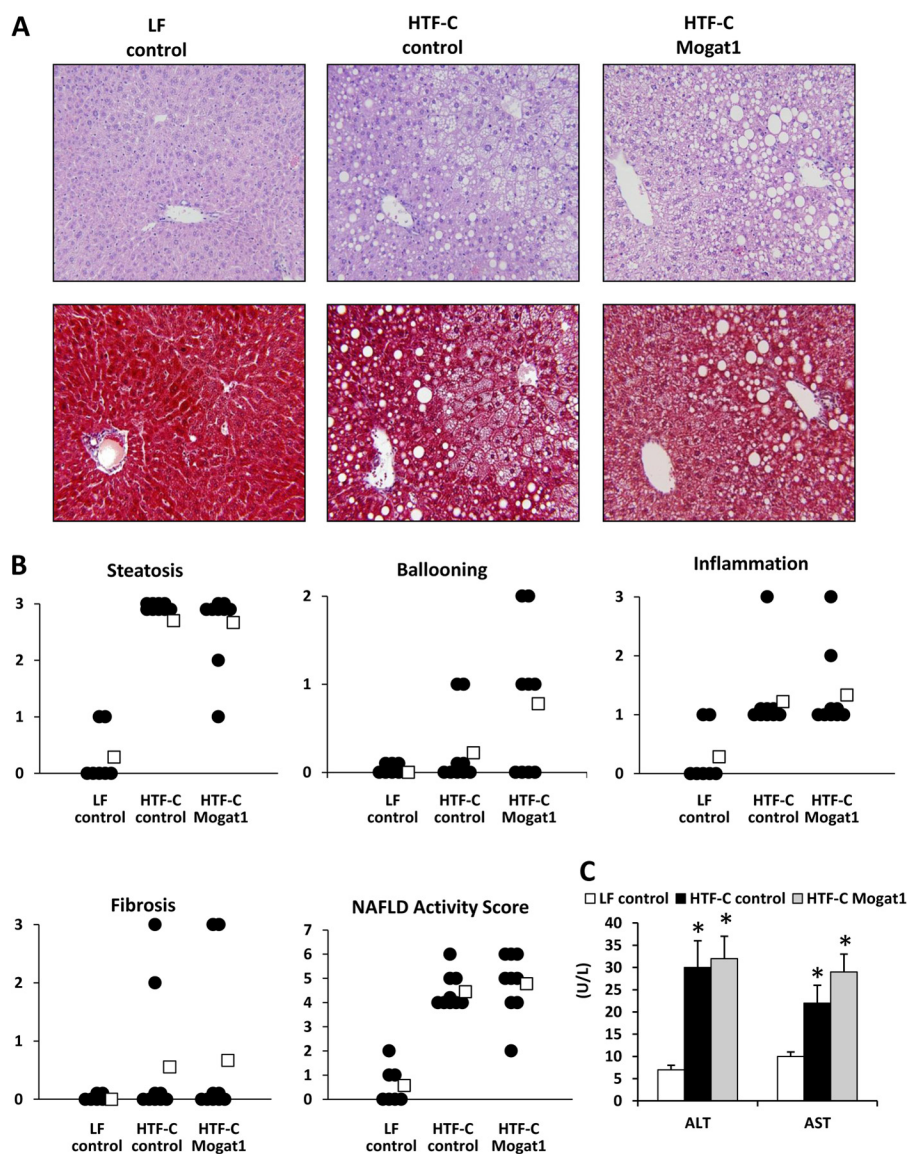 A
LF
control
HTF-C
control
HTF-C
Mogat1
B
Steatosis
3
2
1
0
LF
control
HTF-C
control
HTF-C
Mogat1
Ballooning
2
1
0
LF
control
HTF-C
control
HTF-C
Mogat1
Inflammation
3
2
1
0
LF
control
HTF-C
control
HTF-C
Mogat1
Fibrosis
3
2
1
0
LF
control
HTF-C
control
HTF-C
Mogat1
NAFLD Activity Score
7
6
5
4
3
2
1
0
LF
control
HTF-C
control
HTF-C
Mogat1
C
LF control HTF-C control HTF-C Mogat1
(U/L)
40
35
30
25
20
15
10
5
0
* *
* *
ALT AST